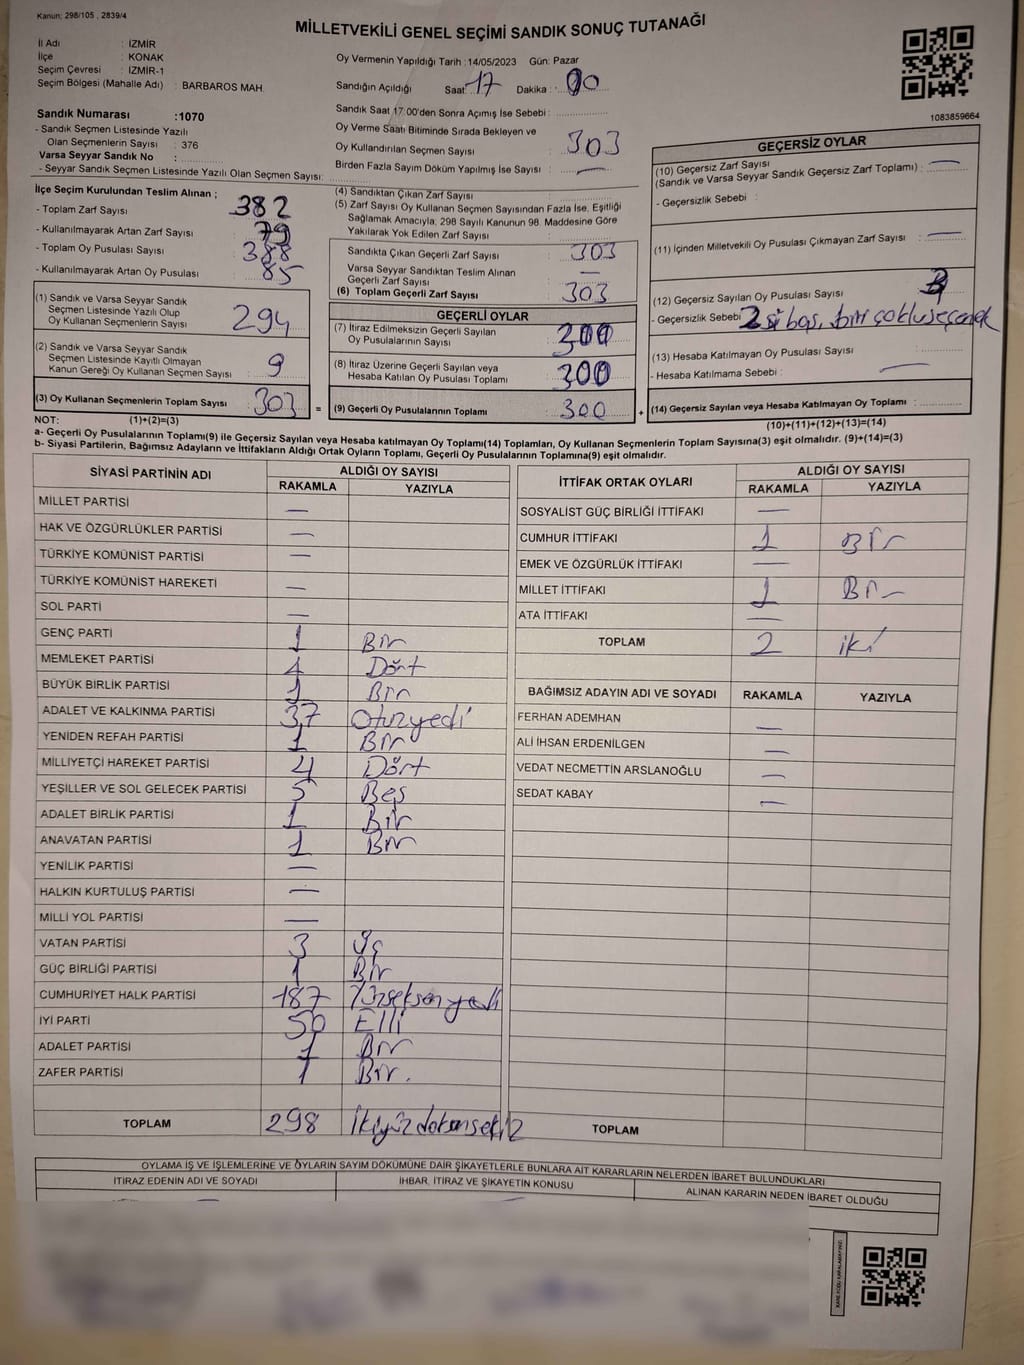 Kanun: 298/105 , 2839/4
MİLLETVEKİLİ GENEL SEÇİMİ SANDIK SONUÇ TUTANAĞI
İl Adı : İZMİR
İlçe : KONAK
Seçim Çevresi : İZMİR-1
Seçim Bölgesi (Mahalle Adı) : BARBAROS MAH.
Oy Vermenin Yapıldığı Tarih : 14/05/2023 Gün: Pazar
Sandığın Açıldığı Saat 17 Dakika : 00
Sandık Saat 17:00'den Sonra Açımış İse Sebebi :
Oy Verme Saati Bitiminde Sırada Bekleyen ve
Oy Kullandırılan Seçmen Sayısı : 303
Birden Fazla Sayım Döküm Yapılmış İse Sayısı : —
1083859664
Sandık Numarası :1070
- Sandık Seçmen Listesinde Yazılı
Olan Seçmenlerin Sayısı : 376
Varsa Seyyar Sandık No :
- Seyyar Sandık Seçmen Listesinde Yazılı Olan Seçmen Sayısı:
İlçe Seçim Kurulundan Teslim Alınan ;
- Toplam Zarf Sayısı : 382
- Kullanılmayarak Artan Zarf Sayısı : 79
- Toplam Oy Pusulası Sayısı : 388
- Kullanılmayarak Artan Oy Pusulası : 85
(1) Sandık ve Varsa Seyyar Sandık
Seçmen Listesinde Yazılı Olup
Oy Kullanan Seçmenlerin Sayısı : 294
(2) Sandık ve Varsa Seyyar Sandık
Seçmen Listesinde Kayıtlı Olmayan
Kanun Gereği Oy Kullanan Seçmen Sayısı : 9
(3) Oy Kullanan Seçmenlerin Toplam Sayısı : 303
(4) Sandıktan Çıkan Zarf Sayısı :
(5) Zarf Sayısı Oy Kullanan Seçmen Sayısından Fazla İse, Eşitliği
Sağlamak Amacıyla, 298 Sayılı Kanunun 98. Maddesine Göre
Yakılarak Yok Edilen Zarf Sayısı :
Sandıkta Çıkan Geçerli Zarf Sayısı : 303
Varsa Seyyar Sandıktan Teslim Alınan
Geçerli Zarf Sayısı : —
(6) Toplam Geçerli Zarf Sayısı : 303
GEÇERLİ OYLAR
(7) İtiraz Edilmeksizin Geçerli Sayılan
Oy Pusulalarının Sayısı : 300
(8) İtiraz Üzerine Geçerli Sayılan veya
Hesaba Katılan Oy Pusulası Toplamı : 300
= (9) Geçerli Oy Pusulalarının Toplamı : 300 +
GEÇERSİZ OYLAR
(10) Geçersiz Zarf Sayısı : —
(Sandık ve Varsa Seyyar Sandık Geçersiz Zarf Toplamı)
- Geçersizlik Sebebi :
(11) İçinden Milletvekili Oy Pusulası Çıkmayan Zarf Sayısı : —
(12) Geçersiz Sayılan Oy Pusulası Sayısı : 3
- Geçersizlik Sebebi : 2 si boş, biri çoklu seçenek
(13) Hesaba Katılmayan Oy Pusulası Sayısı :
- Hesaba Katılmama Sebebi : —
(14) Geçersiz Sayılan veya Hesaba Katılmayan Oy Toplamı :
NOT: (1)+(2)=(3) (10)+(11)+(12)+(13)=(14)
a- Geçerli Oy Pusulalarının Toplamı(9) ile Geçersiz Sayılan veya Hesaba katılmayan Oy Toplamı(14) Toplamları, Oy Kullanan Seçmenlerin Toplam Sayısına(3) eşit olmalıdır. (9)+(14)=(3)
b- Siyasi Partilerin, Bağımsız Adayların ve İttifakların Aldığı Ortak Oyların Toplamı, Geçerli Oy Pusulalarının Toplamına(9) eşit olmalıdır.
SİYASİ PARTİNİN ADI ALDIĞI OY SAYISI
RAKAMLA YAZIYLA
MİLLET PARTİSİ —
HAK VE ÖZGÜRLÜKLER PARTİSİ —
TÜRKİYE KOMÜNİST PARTİSİ —
TÜRKİYE KOMÜNİST HAREKETİ —
SOL PARTİ —
GENÇ PARTİ 1 Bir
MEMLEKET PARTİSİ 4 Dört
BÜYÜK BİRLİK PARTİSİ 1 Bir
ADALET VE KALKINMA PARTİSİ 37 Otuzyedi
YENİDEN REFAH PARTİSİ 1 Bir
MİLLİYETÇİ HAREKET PARTİSİ 4 Dört
YEŞİLLER VE SOL GELECEK PARTİSİ 5 Beş
ADALET BİRLİK PARTİSİ 1 Bir
ANAVATAN PARTİSİ 1 Bir
YENİLİK PARTİSİ —
HALKIN KURTULUŞ PARTİSİ —
MİLLİ YOL PARTİSİ —
VATAN PARTİSİ 3 Üç
GÜÇ BİRLİĞİ PARTİSİ 1 Bir
CUMHURİYET HALK PARTİSİ 187 Yüzseksenyedi
İYİ PARTİ 50 Elli
ADALET PARTİSİ 1 Bir
ZAFER PARTİSİ 1 Bir.
TOPLAM 298 İkiyüzdoksansekiz
İTTİFAK ORTAK OYLARI ALDIĞI OY SAYISI
RAKAMLA YAZIYLA
SOSYALİST GÜÇ BİRLİĞİ İTTİFAKI —
CUMHUR İTTİFAKI 1 Bir
EMEK VE ÖZGÜRLÜK İTTİFAKI —
MİLLET İTTİFAKI 1 Bir
ATA İTTİFAKI —
TOPLAM 2 iki
BAĞIMSIZ ADAYIN ADI VE SOYADI RAKAMLA YAZIYLA
FERHAN ADEMHAN —
ALİ İHSAN ERDENİLGEN —
VEDAT NECMETTİN ARSLANOĞLU —
SEDAT KABAY —
TOPLAM
OYLAMA İŞ VE İŞLEMLERİNE VE OYLARIN SAYIM DÖKÜMÜNE DAİR ŞİKAYETLERLE BUNLARA AİT KARARLARIN NELERDEN İBARET BULUNDUKLARI
İTİRAZ EDENİN ADI VE SOYADI İHBAR, İTİRAZ VE ŞİKAYETİN KONUSU ALINAN KARARIN NEDEN İBARET OLDUĞU
KARE KODU KARALAMAYINIZ!